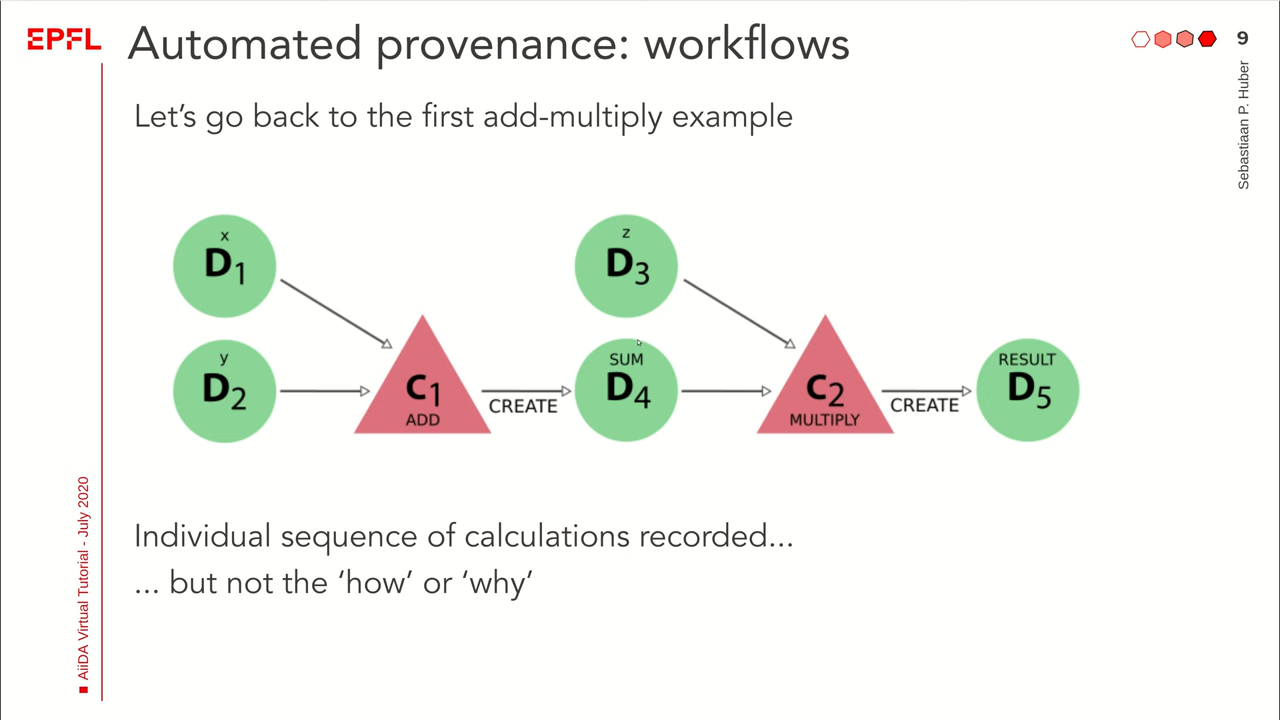 EPFL
Automated provenance: workflows
9
Sebastiaan P. Huber
Let’s go back to the first add-multiply example
x
D1
z
D3
y
D2
C1
ADD
CREATE
SUM
D4
C2
MULTIPLY
CREATE
RESULT
D5
Individual sequence of calculations recorded...
... but not the ‘how’ or ‘why’
AiiDA Virtual Tutorial - July 2020